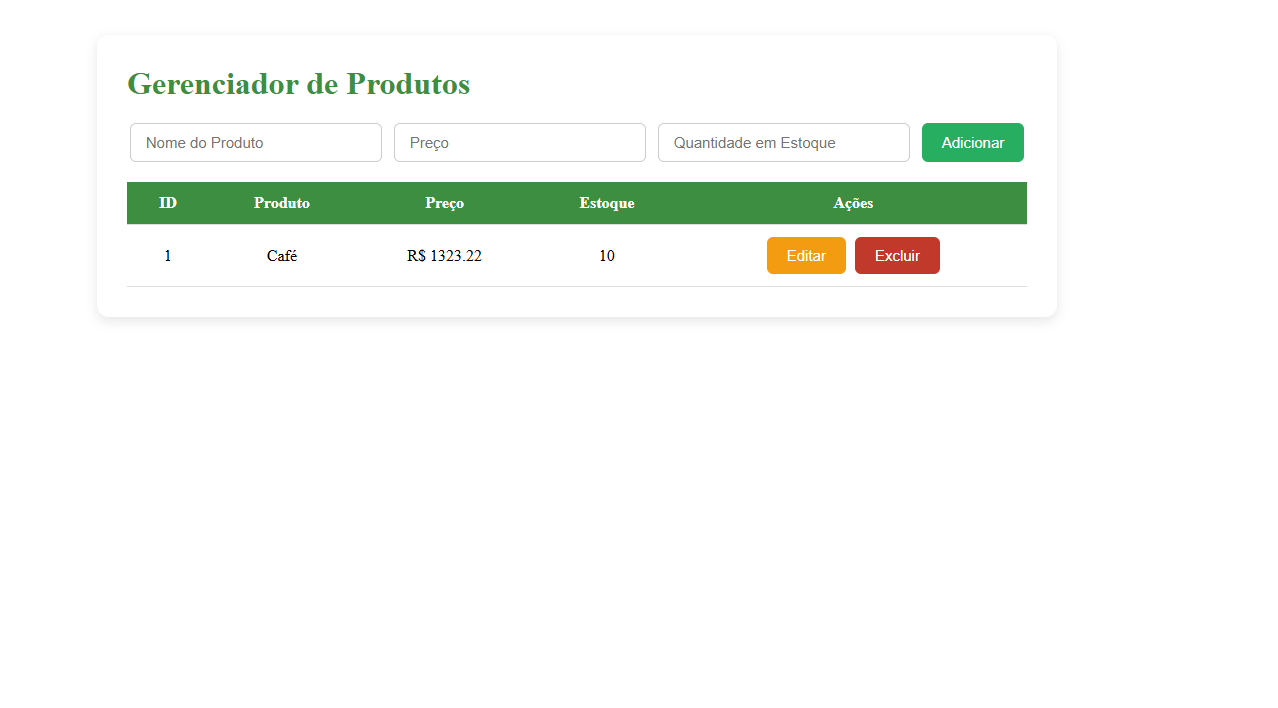 Gerenciador de Produtos
Nome do Produto Preço Quantidade em Estoque Adicionar
ID Produto Preço Estoque Ações
1 Café R$ 1323.22 10 Editar Excluir